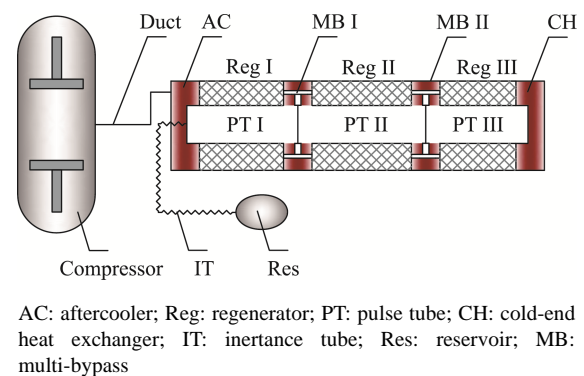 Duct AC MB I MB II CH
Reg I Reg II Reg III
PT I PT II PT III
Compressor IT Res
AC: aftercooler; Reg: regenerator; PT: pulse tube; CH: cold-end
heat exchanger; IT: inertance tube; Res: reservoir; MB:
multi-bypass